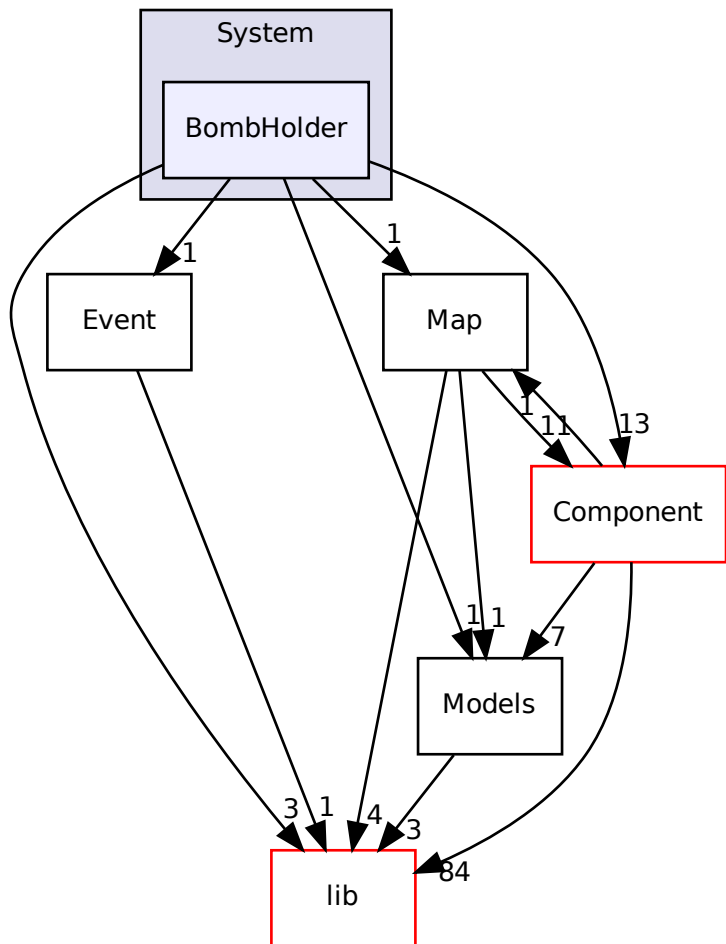 System
BombHolder
1
1
Event
Map
1
11
13
Component
1
1
7
Models
3
1
4
3
84
lib